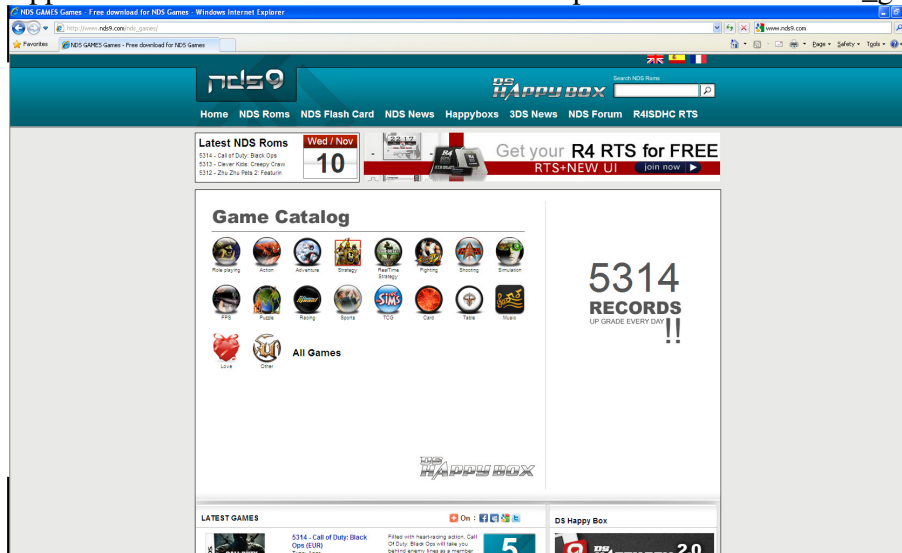 NDS GAMES Games - Free download for NDS Games - Windows Internet Explorer
http://www.nds9.com/nds_games/
www.nds9.com
Favorites
NDS GAMES Games - Free download for NDS Games
Page
Safety
Tools
nds9
DS HAPPY BOX
Search NDS Roms
Home NDS Roms NDS Flash Card NDS News Happyboxs 3DS News NDS Forum R4ISDHC RTS
Latest NDS Roms
5314 - Call of Duty: Black Ops
5313 - Clever Kids: Creepy Craw
5312 - Zhu Zhu Pets 2: Featurin
Wed / Nov
10
Get your R4 RTS for FREE
RTS+NEW UI
join now
Game Catalog
Role playing Action Adventure Strategy RealTime Strategy Fighting Shooting Simulation
FPS Puzzle Racing Sports TCG Card Table Music
Love Other All Games
5314
RECORDS
UP GRADE EVERY DAY !!
DS HAPPY BOX
LATEST GAMES
On :
DS Happy Box
5314 - Call of Duty: Black
Ops (EUR)
Filled with heart-racing action, Call
Of Duty: Black Ops will take you
behind enemy lines as a member
5
2.0